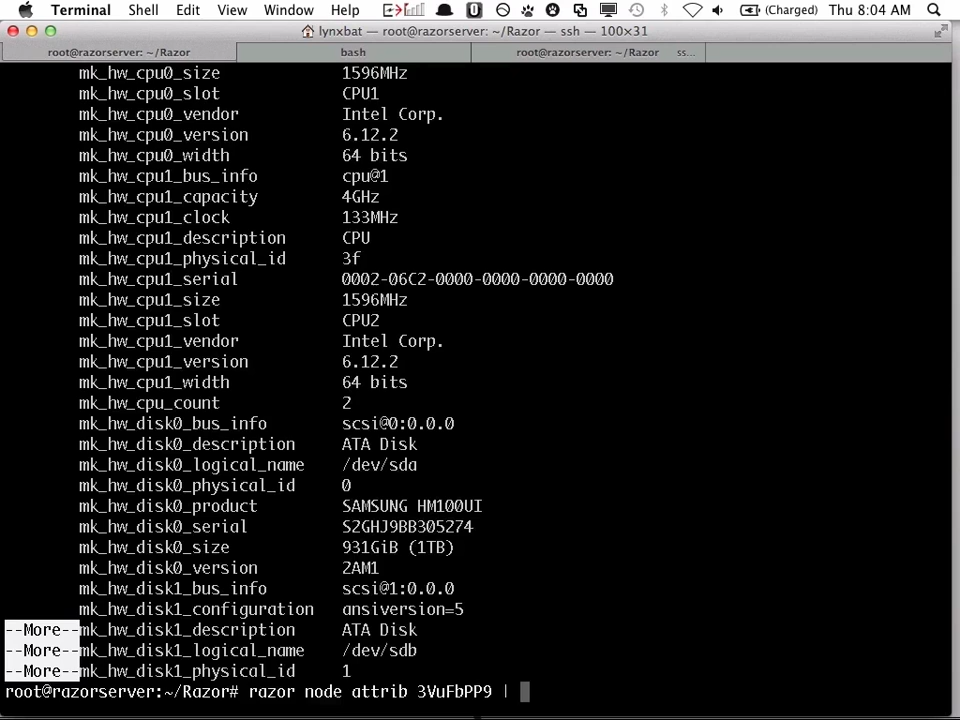 Terminal Shell Edit View Window Help (Charged) Thu 8:04 AM
lynxbat — root@razorserver: ~/Razor — ssh — 100×31
root@razorserver: ~/Razor bash root@razorserver: ~/Razor ss...
mk_hw_cpu0_size 1596MHz
mk_hw_cpu0_slot CPU1
mk_hw_cpu0_vendor Intel Corp.
mk_hw_cpu0_version 6.12.2
mk_hw_cpu0_width 64 bits
mk_hw_cpu1_bus_info cpu@1
mk_hw_cpu1_capacity 4GHz
mk_hw_cpu1_clock 133MHz
mk_hw_cpu1_description CPU
mk_hw_cpu1_physical_id 3f
mk_hw_cpu1_serial 0002-06C2-0000-0000-0000-0000
mk_hw_cpu1_size 1596MHz
mk_hw_cpu1_slot CPU2
mk_hw_cpu1_vendor Intel Corp.
mk_hw_cpu1_version 6.12.2
mk_hw_cpu1_width 64 bits
mk_hw_cpu_count 2
mk_hw_disk0_bus_info scsi@0:0.0.0
mk_hw_disk0_description ATA Disk
mk_hw_disk0_logical_name /dev/sda
mk_hw_disk0_physical_id 0
mk_hw_disk0_product SAMSUNG HM100UI
mk_hw_disk0_serial S2GHJ9BB305274
mk_hw_disk0_size 931GiB (1TB)
mk_hw_disk0_version 2AM1
mk_hw_disk1_bus_info scsi@1:0.0.0
mk_hw_disk1_configuration ansiversion=5
--More--mk_hw_disk1_description ATA Disk
--More--mk_hw_disk1_logical_name /dev/sdb
--More--mk_hw_disk1_physical_id 1
root@razorserver:~/Razor# razor node attrib 3VuFbPP9 |